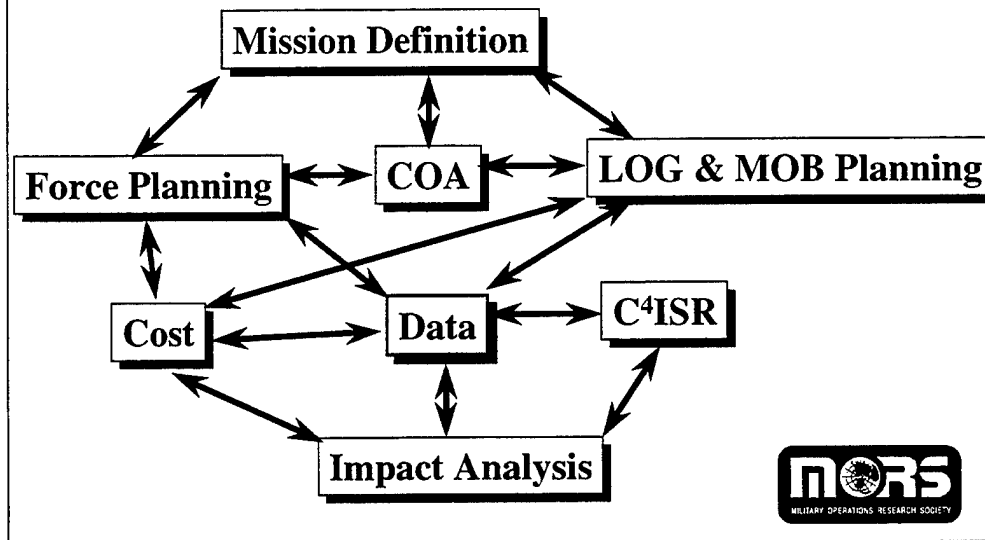 Mission Definition
Force Planning
COA
LOG & MOB Planning
Cost
Data
C⁴ISR
Impact Analysis
MORS
MILITARY OPERATIONS RESEARCH SOCIETY